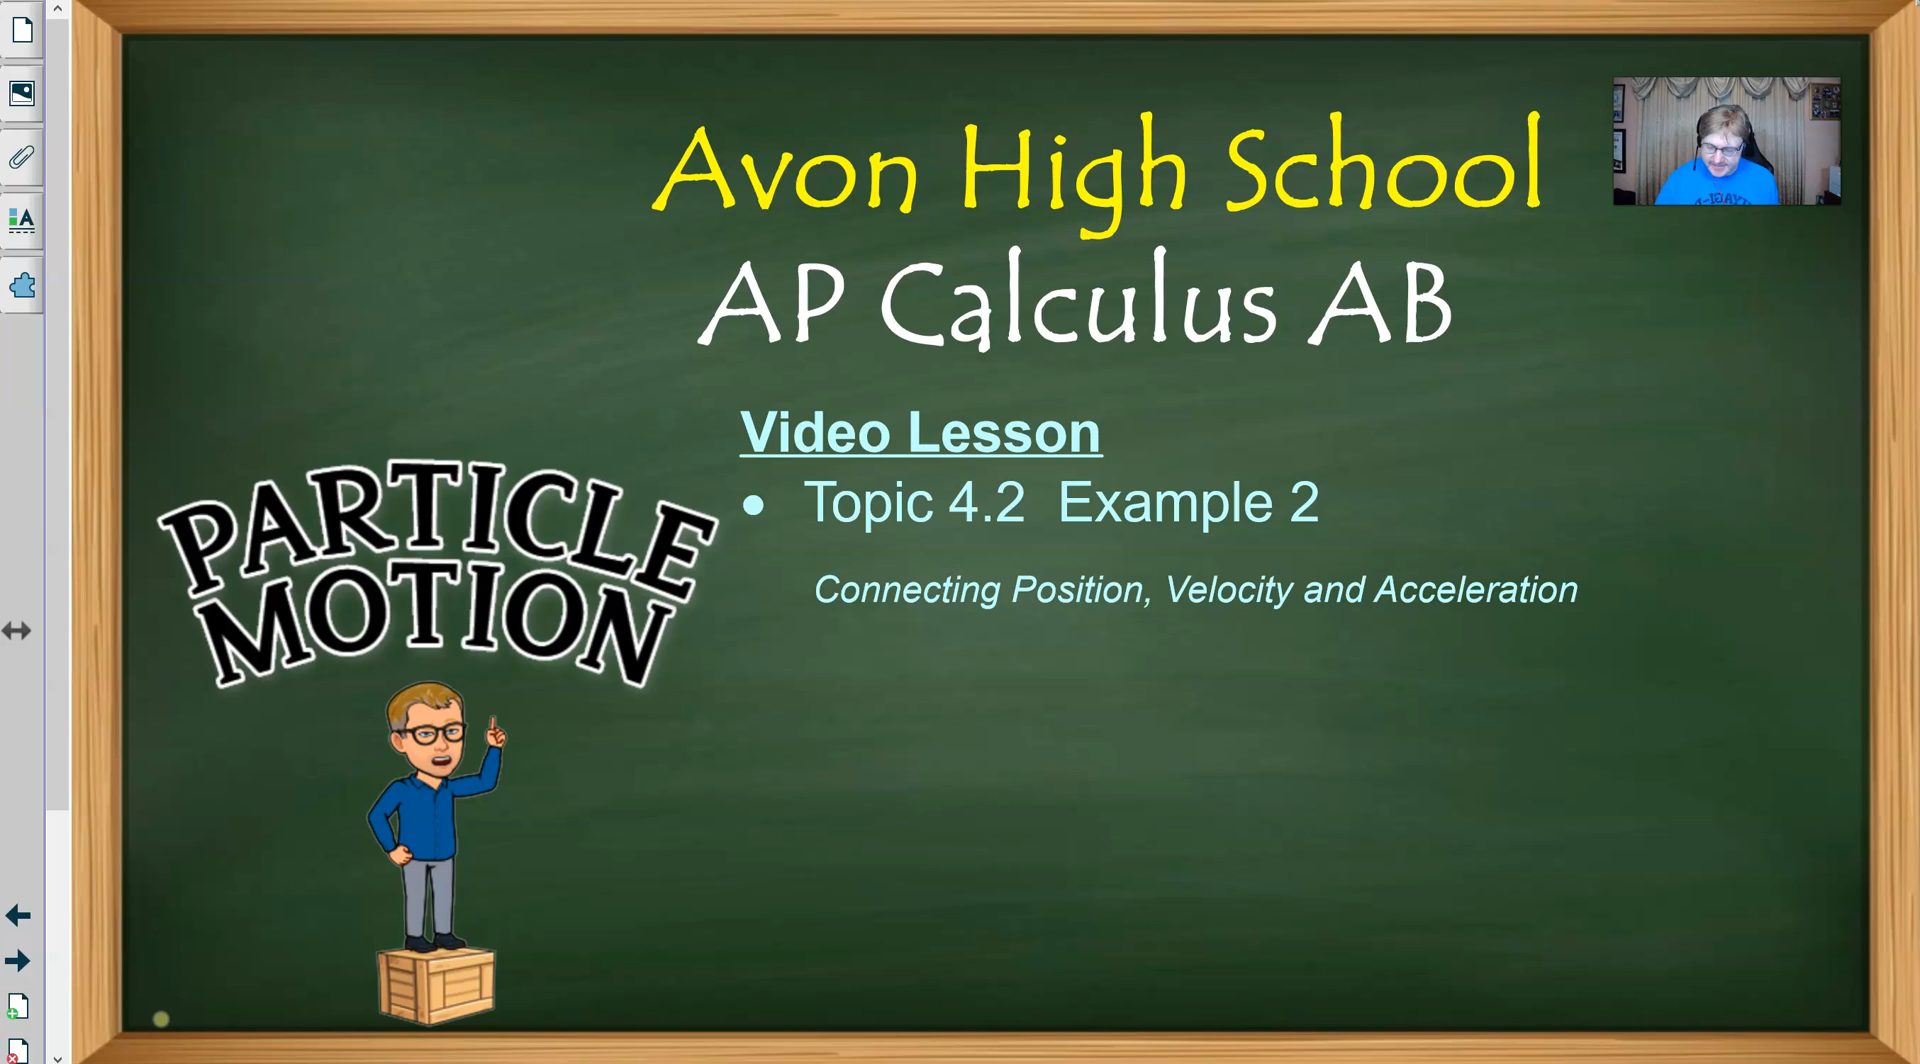 Avon High School
AP Calculus AB
Video Lesson
• Topic 4.2 Example 2
Connecting Position, Velocity and Acceleration
PARTICLE
MOTION
A